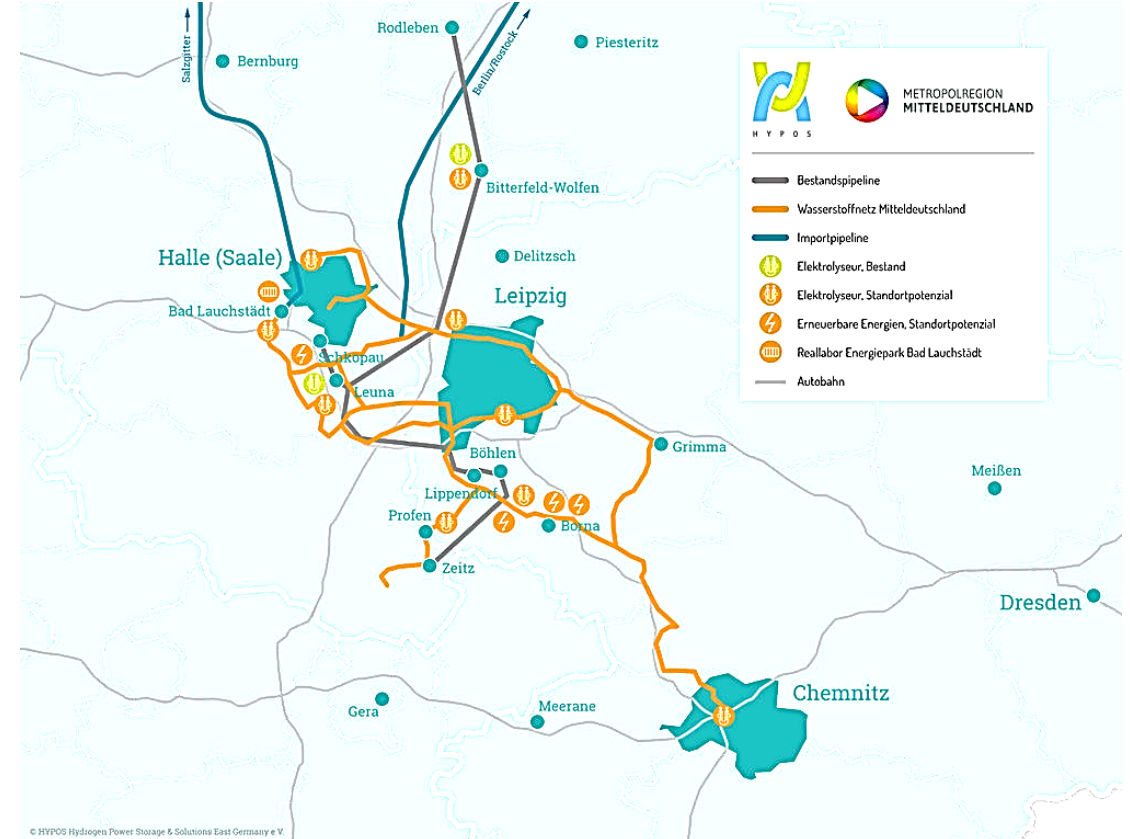 Salzgitter
Rodleben
Berlin/Rostock
Piesteritz
Bernburg
Bitterfeld-Wolfen
Halle (Saale)
Delitzsch
Leipzig
Bad Lauchstädt
Schkopau
Leuna
Grimma
Böhlen
Lippendorf
Meißen
Profen
Borna
Zeitz
Dresden
Chemnitz
Gera
Meerane
HYPOS
METROPOLREGION
MITTELDEUTSCHLAND
Bestandspipeline
Wasserstoffnetz Mitteldeutschland
Importpipeline
Elektrolyseur, Bestand
Elektrolyseur, Standortpotenzial
Erneuerbare Energien, Standortpotenzial
Reallabor Energiepark Bad Lauchstädt
Autobahn
© HYPOS Hydrogen Power Storage & Solutions East Germany e.V.